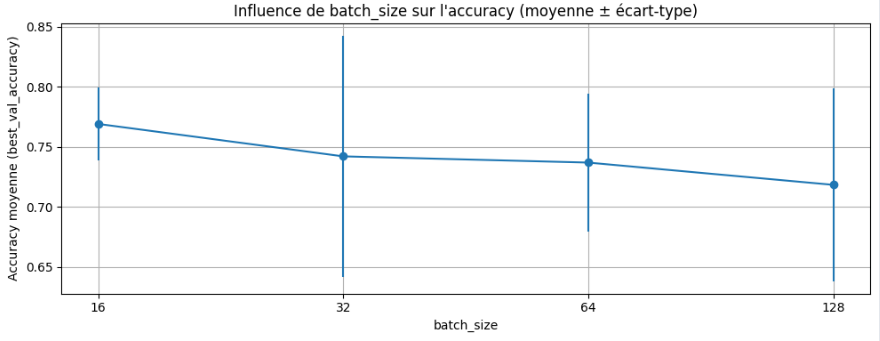 Influence de batch_size sur l'accuracy (moyenne ± écart-type)
Accuracy moyenne (best_val_accuracy)
0.85
0.80
0.75
0.70
0.65
16 32 64 128
batch_size